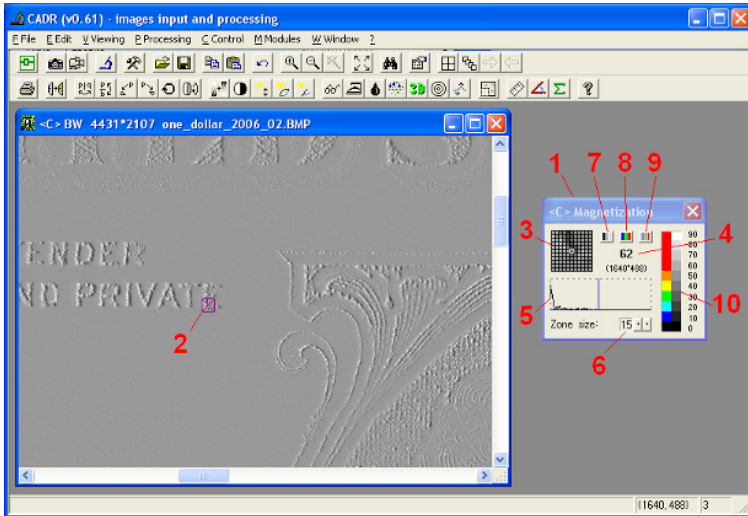 CADR (v0.61) - images input and processing
F File E Edit V Viewing P Processing C Control M Modules W Window ?
3D
<C> BW 4431*2107 one_dollar_2006_02.BMP
ENDER
ND PRIVATE
2
1 7 8 9
<C> Magnetization
3
62
4
(1640*488)
90
80
70
60
50
40
30
20
10
0
5
10
Zone size: 15
6
(1640, 488) 3